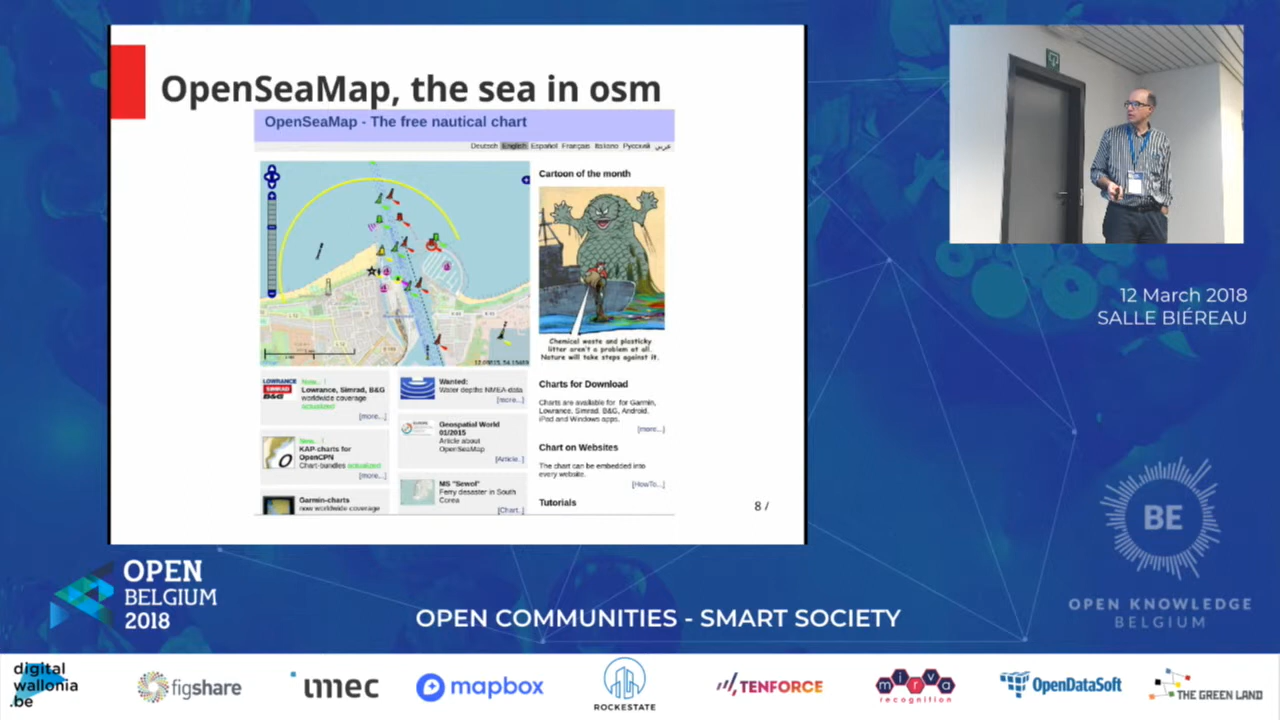 OpenSeaMap, the sea in osm
OpenSeaMap - The free nautical chart
Deutsch English Español Français Italiano Русский عربي
Cartoon of the month
Chemical waste and plasticky
litter aren't a problem at all.
Nature will take steps against it.
LOWRANCE
SIMRAD
B&G
New.. !
Lowrance, Simrad, B&G
worldwide coverage
actualized
[more...]
Wanted:
Water depths NMEA-data
[more...]
New.. !
KAP-charts for
OpenCPN
Chart-bundles actualized
[more...]
Geospatial World
01/2015
Article about
OpenSeaMap
[Article..]
Garmin-charts
now worldwide coverage
MS "Sewol"
Ferry desaster in South
Corea
[Chart..]
Charts for Download
Charts are available for for Garmin,
Lowrance, Simrad, B&G, Android,
iPad and Windows apps.
[more...]
Chart on Websites
The chart can be embedded into
every website.
[HowTo...]
Tutorials
8 /
12 March 2018
SALLE BIÉREAU
BE
OPEN KNOWLEDGE
BELGIUM
OPEN
BELGIUM
2018
OPEN COMMUNITIES - SMART SOCIETY
digital
wallonia
.be
figshare
imec
mapbox
ROCKESTATE
TENFORCE
mirva
recognition
OpenDataSoft
THE GREEN LAND